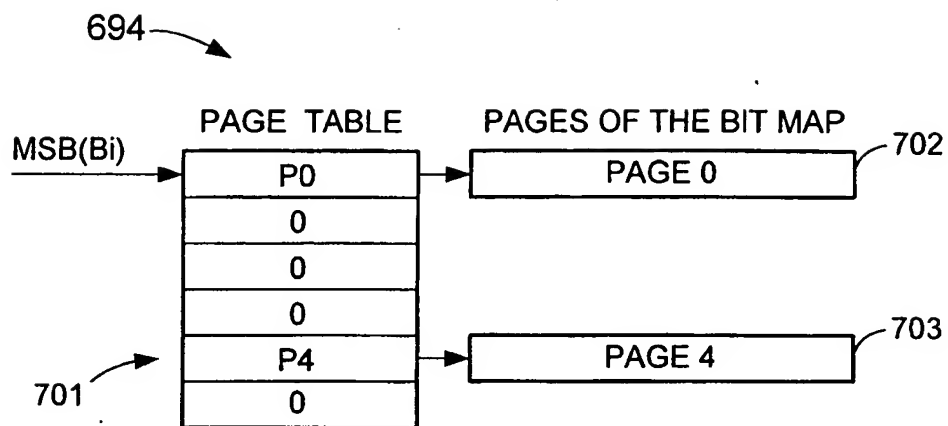 694
PAGE TABLE
PAGES OF THE BIT MAP
MSB(Bi)
P0
PAGE 0
702
0
0
0
P4
PAGE 4
703
701
0